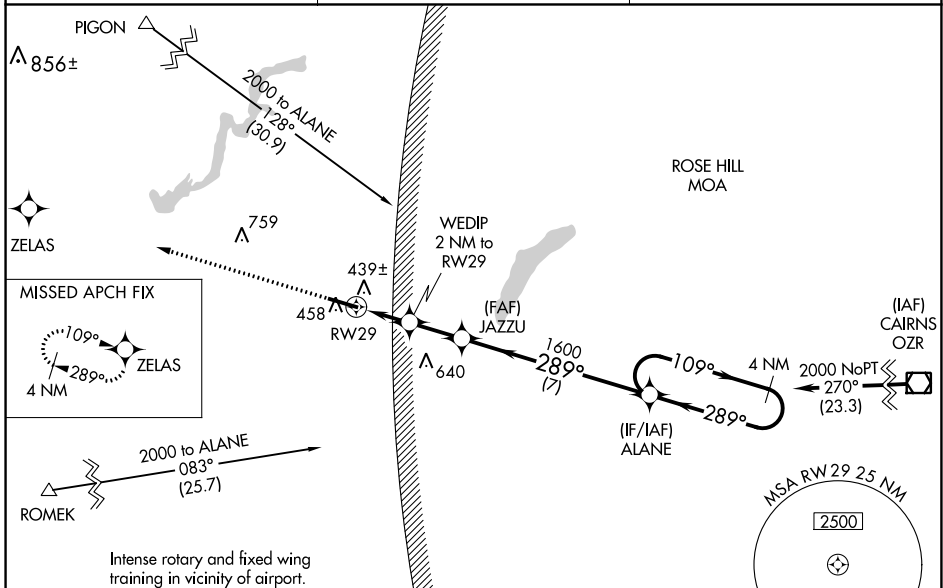 PIGON
856±
2000 to ALANE
128°
(30.9)
ROSE HILL
MOA
ZELAS
759
WEDIP
2 NM to
RW29
439±
458
RW29
(FAF)
JAZZU
640
1600
289°
(7)
(IF/IAF)
ALANE
109°
289°
4 NM
2000 NoPT
270°
(23.3)
(IAF)
CAIRNS
OZR
MISSED APCH FIX
109°
289°
4 NM
ZELAS
2000 to ALANE
083°
(25.7)
ROMEK
Intense rotary and fixed wing
training in vicinity of airport.
MSA RW29 25 NM
2500